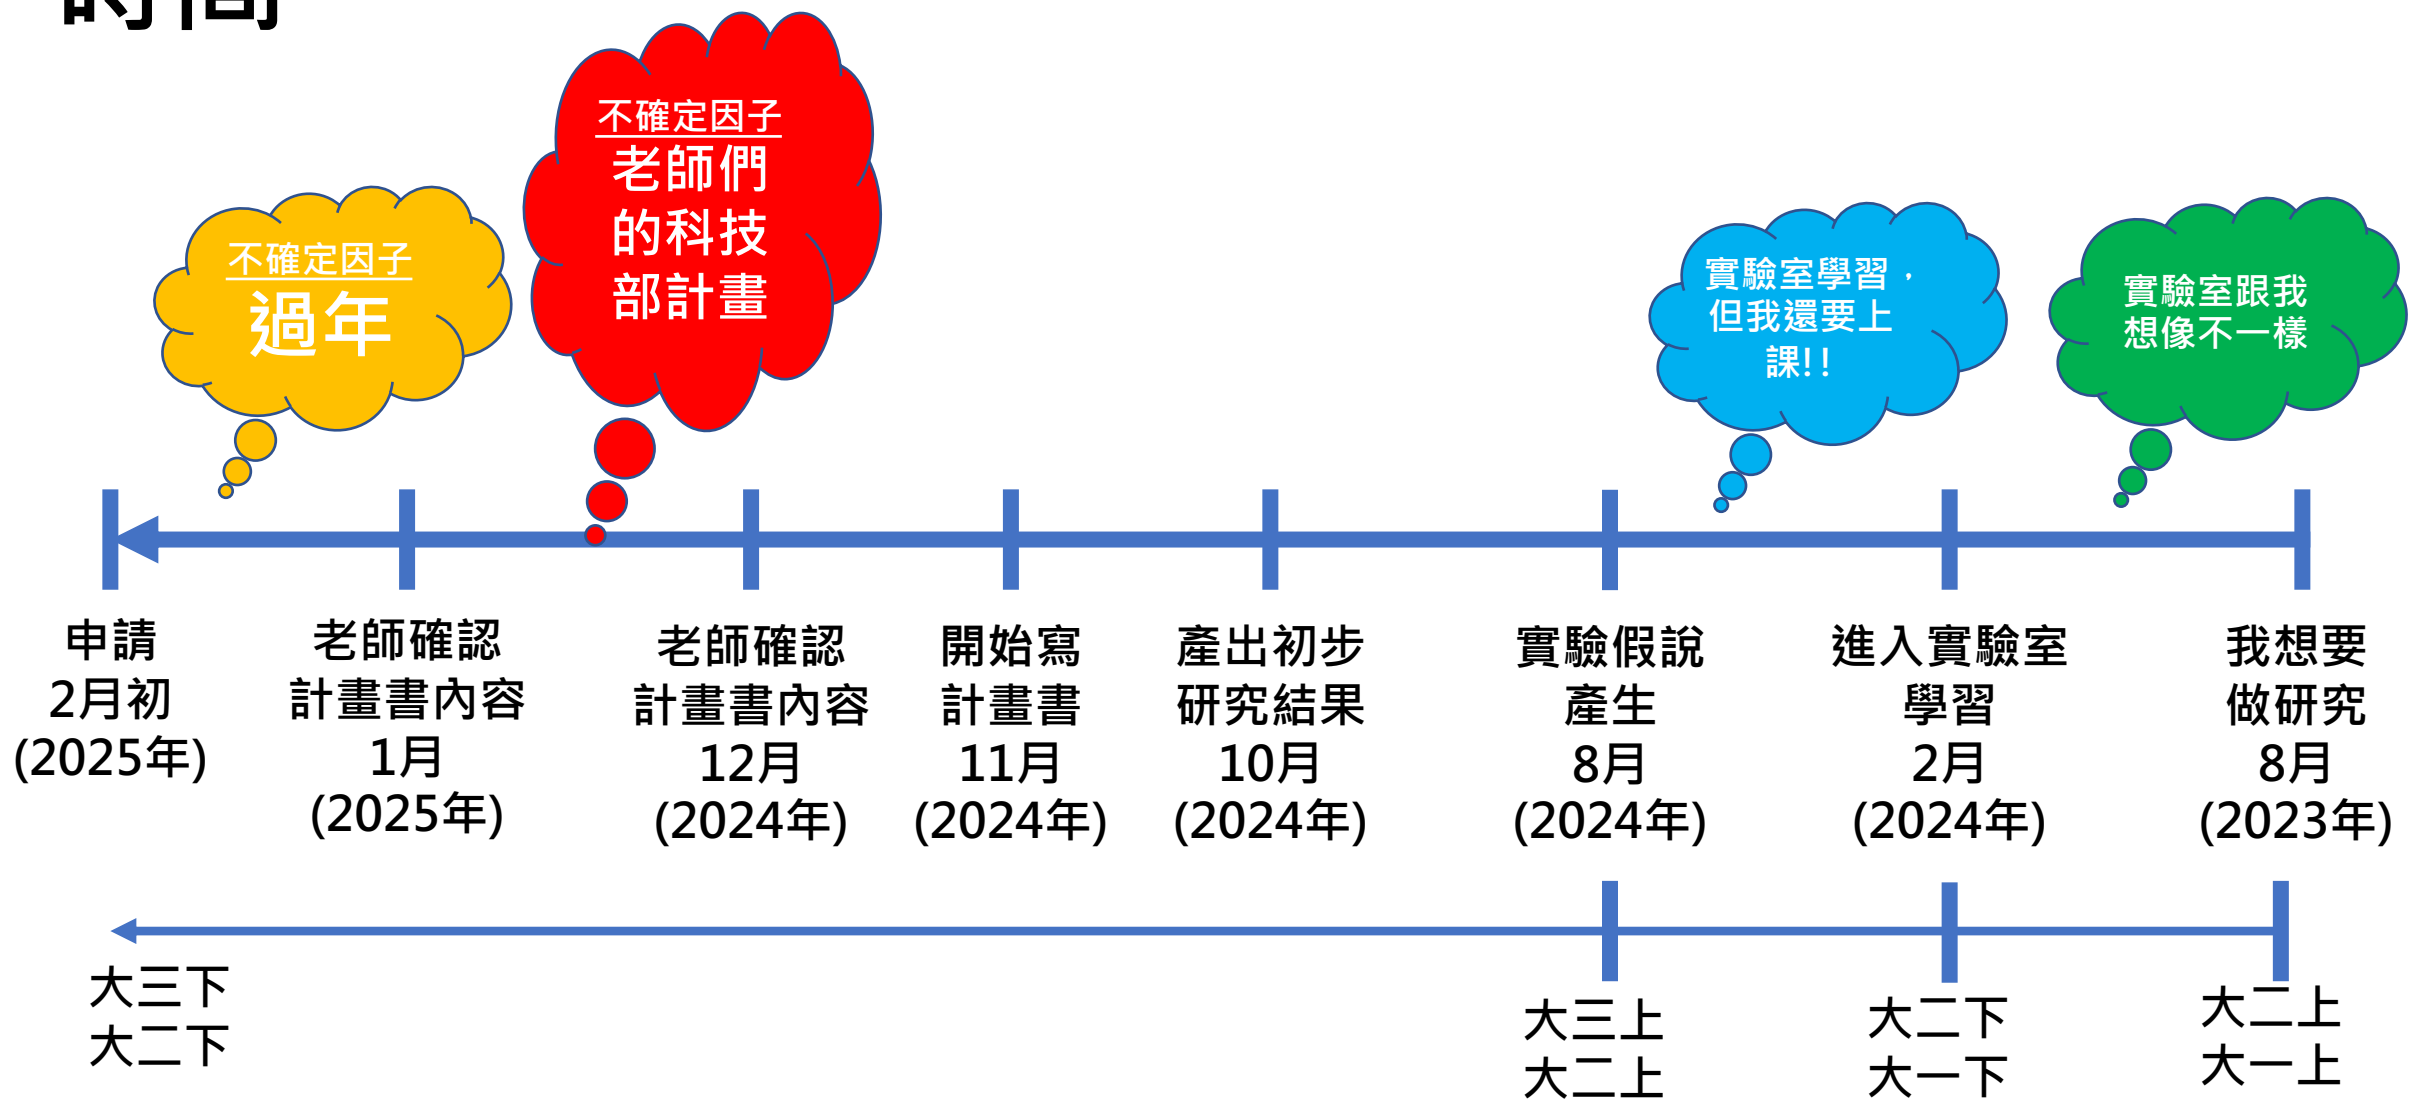 時間
不確定因子
過年
不確定因子
老師們
的科技
部計畫
實驗室學習，
但我還要上
課!!
實驗室跟我
想像不一樣
申請
2月初
(2025年)
老師確認
計畫書內容
1月
(2025年)
老師確認
計畫書內容
12月
(2024年)
開始寫
計畫書
11月
(2024年)
產出初步
研究結果
10月
(2024年)
實驗假說
產生
8月
(2024年)
進入實驗室
學習
2月
(2024年)
我想要
做研究
8月
(2023年)
大三下
大二下
大三上
大二上
大二下
大一下
大二上
大一上